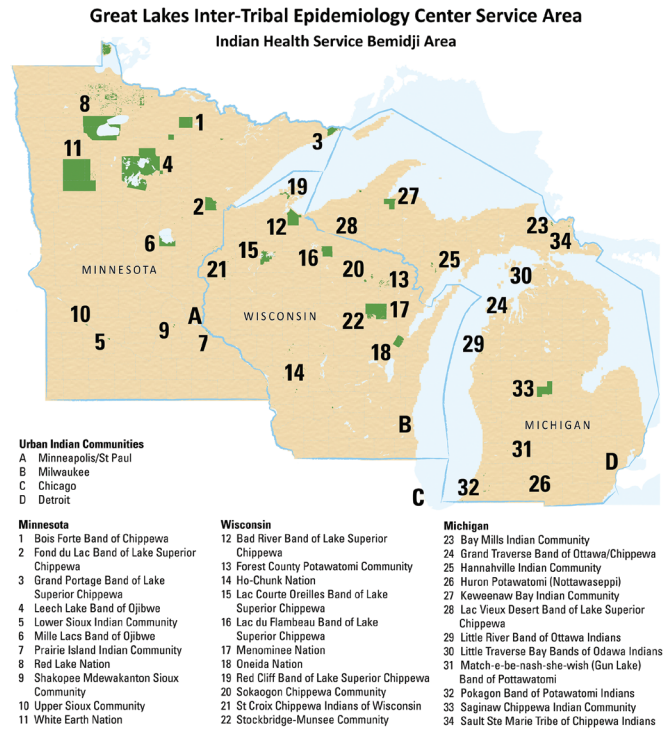 Great Lakes Inter-Tribal Epidemiology Center Service Area
Indian Health Service Bemidji Area
8
1
11
4
3
19
27
2
12
28
23
34
6
15
16
21
20
25
13
30
MINNESOTA
10
A
WISCONSIN
17
24
5
9
7
22
18
29
14
33
B
MICHIGAN
31
D
C
32
26
Urban Indian Communities
A Minneapolis/St Paul
B Milwaukee
C Chicago
D Detroit
Minnesota
1 Bois Forte Band of Chippewa
2 Fond du Lac Band of Lake Superior
Chippewa
3 Grand Portage Band of Lake
Superior Chippewa
4 Leech Lake Band of Ojibwe
5 Lower Sioux Indian Community
6 Mille Lacs Band of Ojibwe
7 Prairie Island Indian Community
8 Red Lake Nation
9 Shakopee Mdewakanton Sioux
Community
10 Upper Sioux Community
11 White Earth Nation
Wisconsin
12 Bad River Band of Lake Superior
Chippewa
13 Forest County Potawatomi Community
14 Ho-Chunk Nation
15 Lac Courte Oreilles Band of Lake
Superior Chippewa
16 Lac du Flambeau Band of Lake
Superior Chippewa
17 Menominee Nation
18 Oneida Nation
19 Red Cliff Band of Lake Superior Chippewa
20 Sokaogon Chippewa Community
21 St Croix Chippewa Indians of Wisconsin
22 Stockbridge-Munsee Community
Michigan
23 Bay Mills Indian Community
24 Grand Traverse Band of Ottawa/Chippewa
25 Hannahville Indian Community
26 Huron Potawatomi (Nottawaseppi)
27 Keweenaw Bay Indian Community
28 Lac Vieux Desert Band of Lake Superior
Chippewa
29 Little River Band of Ottawa Indians
30 Little Traverse Bay Bands of Odawa Indians
31 Match-e-be-nash-she-wish (Gun Lake)
Band of Pottawatomi
32 Pokagon Band of Potawatomi Indians
33 Saginaw Chippewa Indian Community
34 Sault Ste Marie Tribe of Chippewa Indians